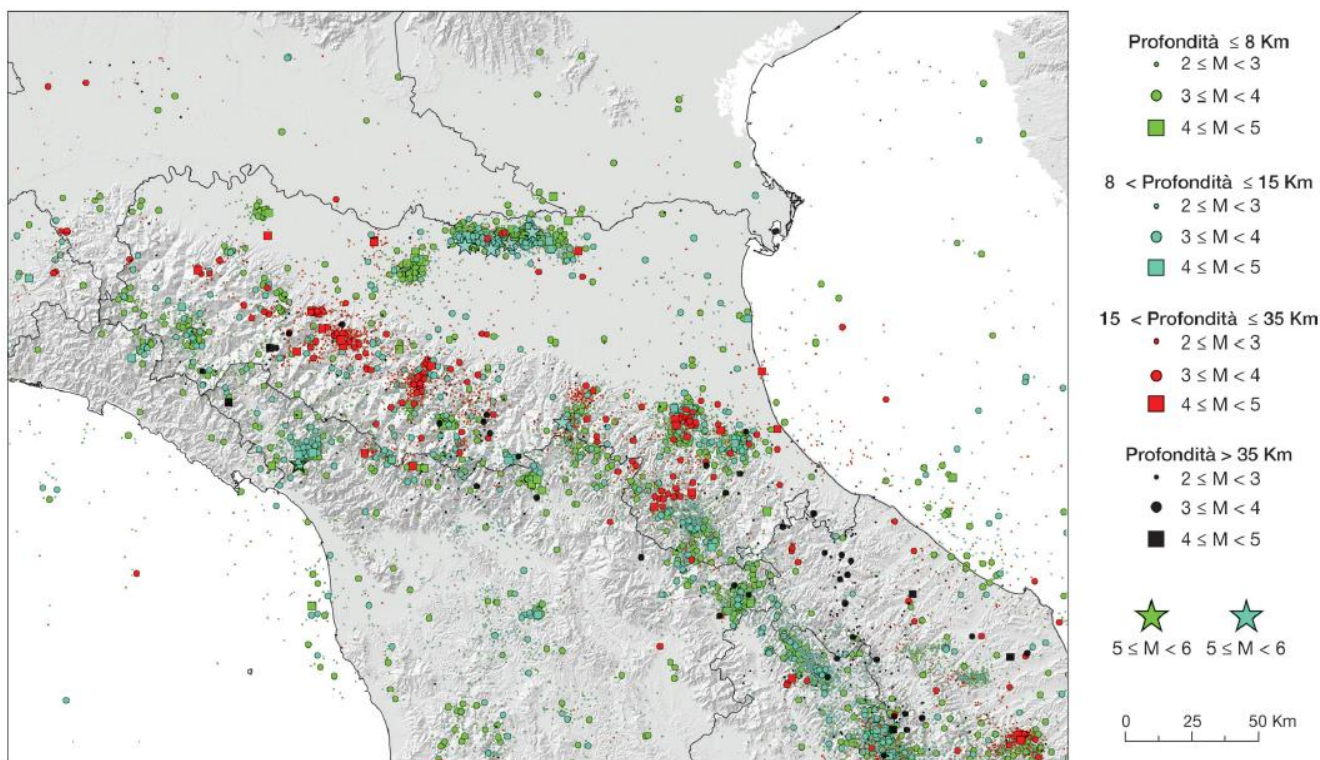 Profondità ≤ 8 Km
2 ≤ M < 3
3 ≤ M < 4
4 ≤ M < 5
8 < Profondità ≤ 15 Km
2 ≤ M < 3
3 ≤ M < 4
4 ≤ M < 5
15 < Profondità ≤ 35 Km
2 ≤ M < 3
3 ≤ M < 4
4 ≤ M < 5
Profondità > 35 Km
2 ≤ M < 3
3 ≤ M < 4
4 ≤ M < 5
5 ≤ M < 6 5 ≤ M < 6
0 25 50 Km